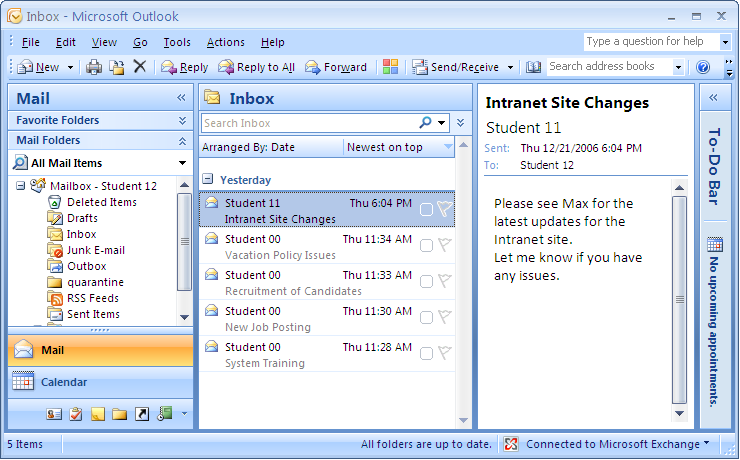 Inbox - Microsoft Outlook
File Edit View Go Tools Actions Help
Type a question for help
New Reply Reply to All Forward Send/Receive Search address books
Mail
Favorite Folders
Mail Folders
All Mail Items
Mailbox - Student 12
Deleted Items
Drafts
Inbox
Junk E-mail
Outbox
quarantine
RSS Feeds
Sent Items
Mail
Calendar
Inbox
Search Inbox
Arranged By: Date Newest on top
Yesterday
Student 11 Thu 6:04 PM
Intranet Site Changes
Student 00 Thu 11:34 AM
Vacation Policy Issues
Student 00 Thu 11:33 AM
Recruitment of Candidates
Student 00 Thu 11:30 AM
New Job Posting
Student 00 Thu 11:28 AM
System Training
Intranet Site Changes
Student 11
Sent: Thu 12/21/2006 6:04 PM
To: Student 12
Please see Max for the
latest updates for the
Intranet site.
Let me know if you have
any issues.
To-Do Bar
No upcoming appointments.
5 Items
All folders are up to date.
Connected to Microsoft Exchange